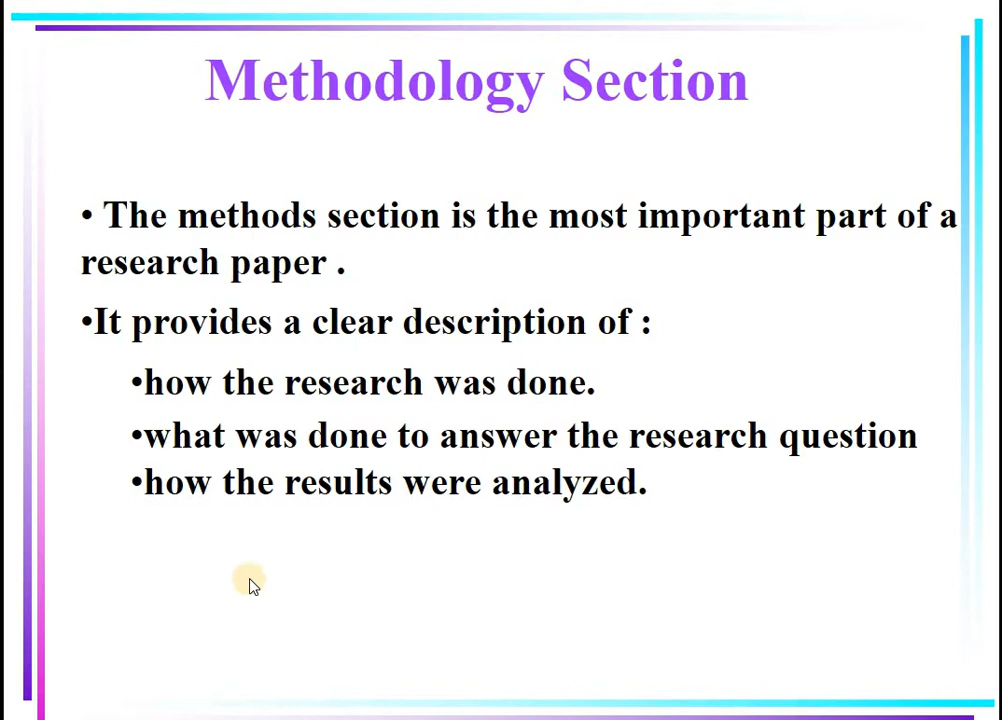 Methodology Section
• The methods section is the most important part of a
research paper .
•It provides a clear description of :
•how the research was done.
•what was done to answer the research question
•how the results were analyzed.